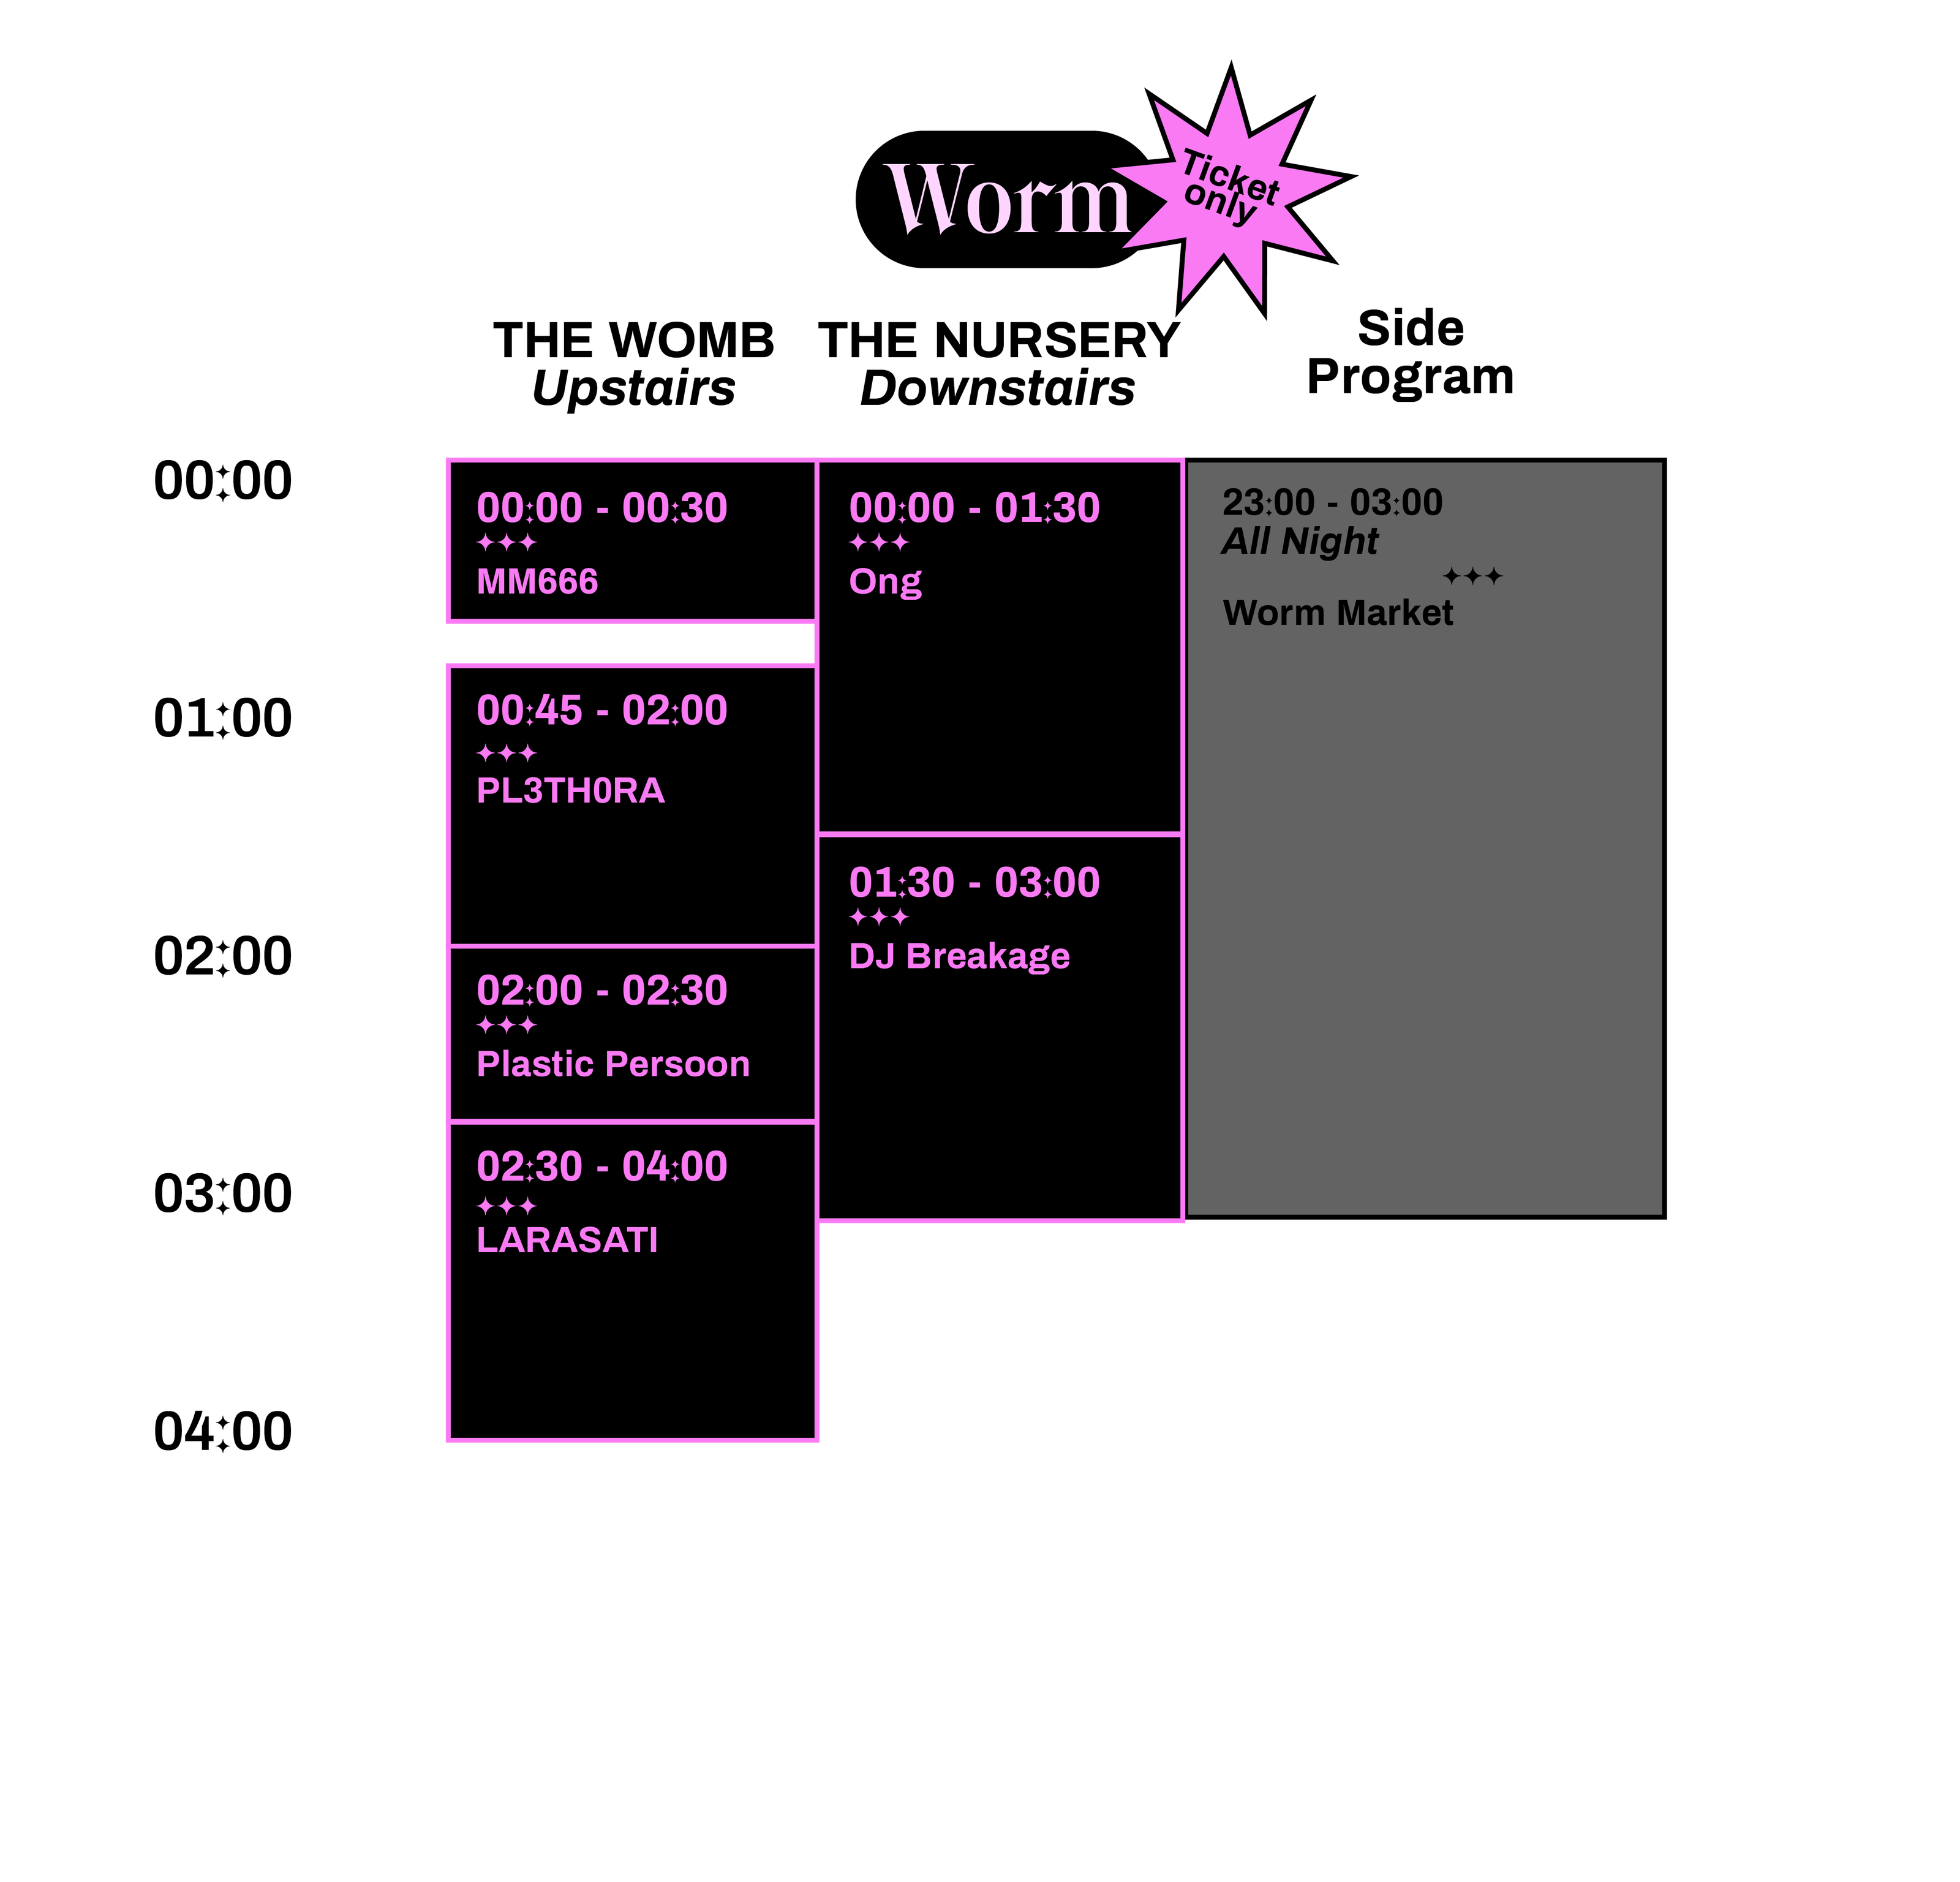 Worm
Ticket
only
THE WOMB
Upstairs
THE NURSERY
Downstairs
Side
Program
00:00
01:00
02:00
03:00
04:00
00:00 - 00:30
MM666
00:45 - 02:00
PL3TH0RA
02:00 - 02:30
Plastic Persoon
02:30 - 04:00
LARASATI
00:00 - 01:30
Ong
01:30 - 03:00
DJ Breakage
23:00 - 03:00
All Night
Worm Market